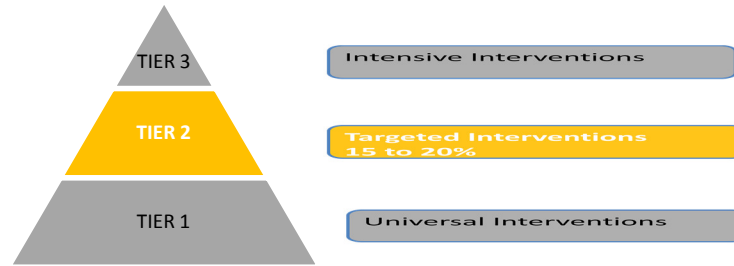 TIER 3
Intensive Interventions
TIER 2
Targeted Interventions
15 to 20%
TIER 1
Universal Interventions